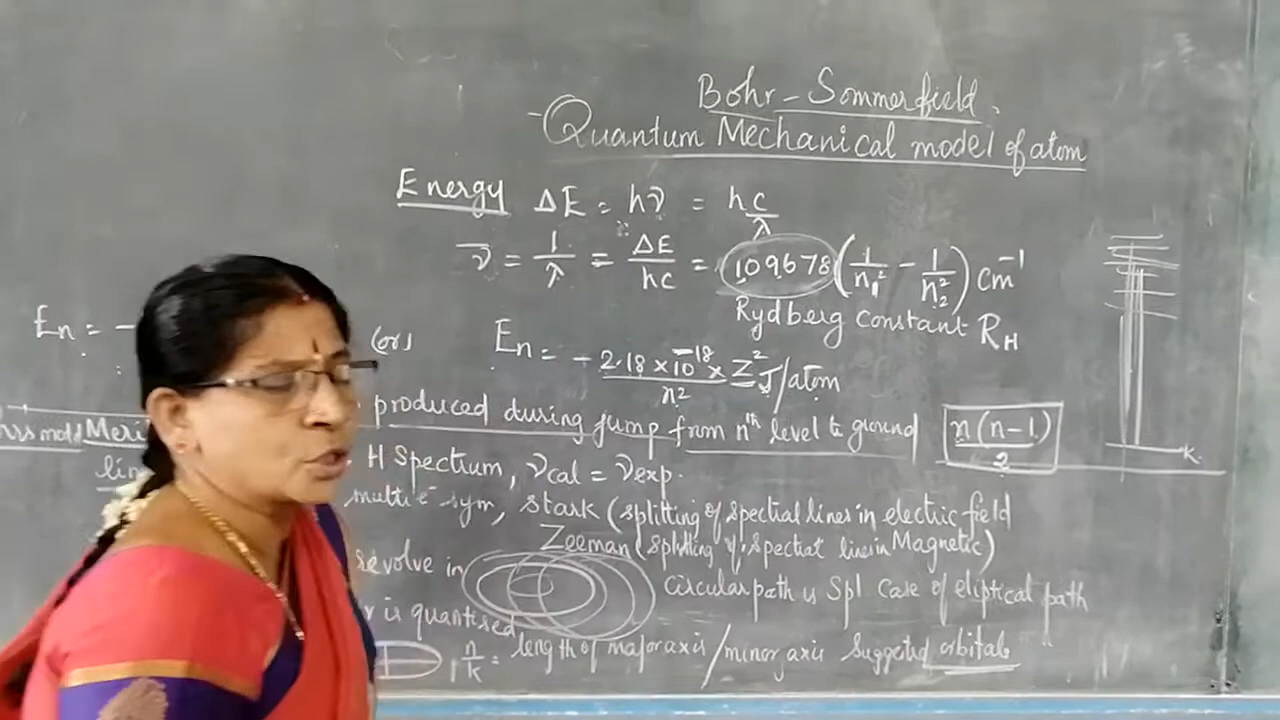 Bohr - Sommerfield.
Quantum Mechanical model of atom
Energy ΔE = hν = hc/λ
ν̅ = 1/λ = ΔE/hc = 109678 (1/n₁² - 1/n₂²) cm⁻¹
Rydberg constant R_H
En = - (or) En = - 2.18 × 10⁻¹⁸ × Z²/n² J/atom
produced during jump from nth level to ground n(n-1)/2
Meri
H Spectrum, νcal = νexp. K
lin
multi e⁻ sym, stark (splitting of spectral lines in electric field
Zeeman (splitting of spectral lines in Magnetic)
revolve in circular path is Spl case of eliptical path
r is quantised
n/k = length of major axis/minor axis Suggested orbitals